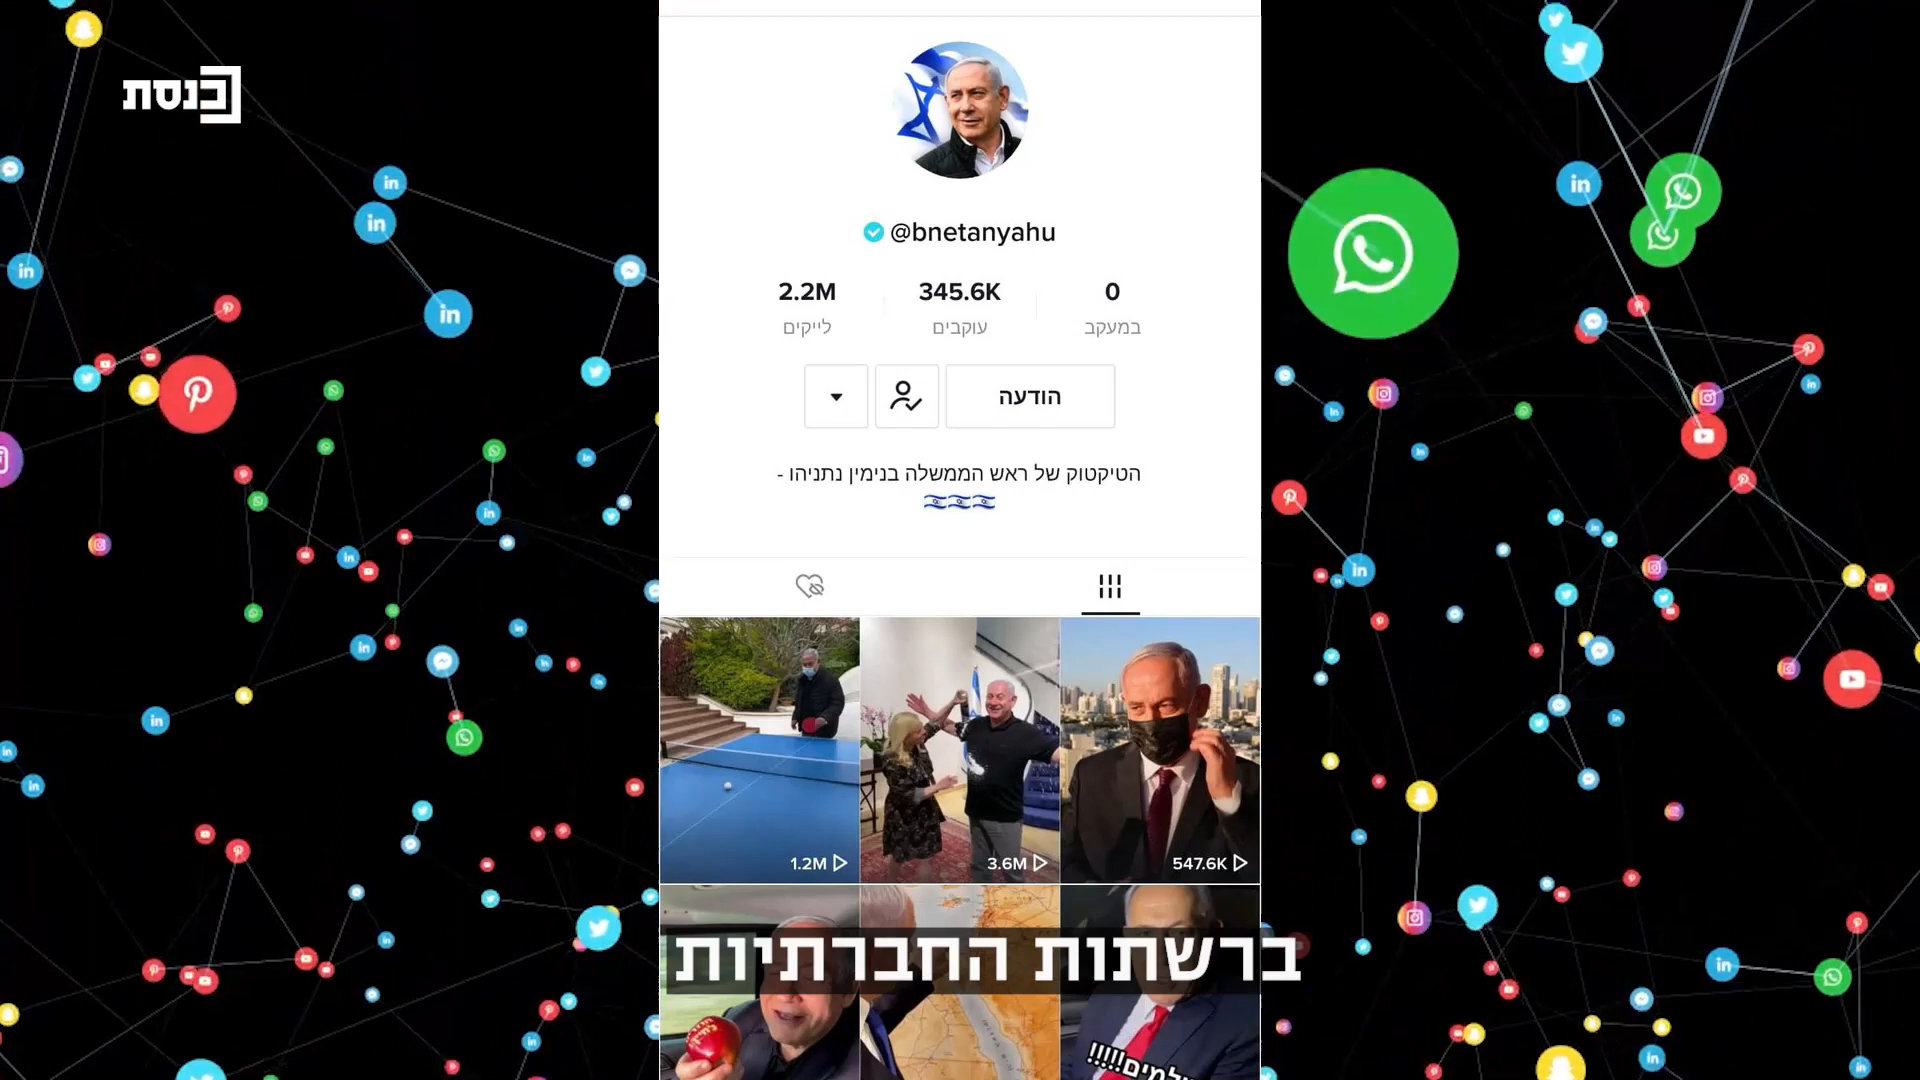 כנסת
@bnetanyahu
2.2M 345.6K 0
לייקים עוקבים במעקב
הודעה
הטיקטוק של ראש הממשלה בנימין נתניהו -
1.2M 3.6M 547.6K
ברשתות החברתיות